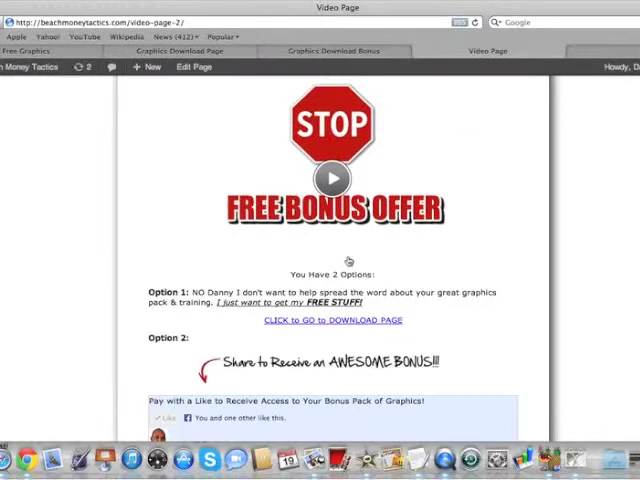 Video Page
http://beachmoneytactics.com/video-page-2/
RSS
Google
Apple Yahoo! YouTube Wikipedia News (412) Popular
Free Graphics Graphics Download Page Graphics Download Bonus Video Page
h Money Tactics 2 New Edit Page Howdy, Da
STOP
FREE BONUS OFFER
You Have 2 Options:
Option 1: NO Danny I don't want to help spread the word about your great graphics
pack & training. I just want to get my FREE STUFF!
CLICK to GO to DOWNLOAD PAGE
Option 2:
Share to Receive an AWESOME BONUS!!!
Pay with a Like to Receive Access to Your Bonus Pack of Graphics!
Like You and one other like this.
19